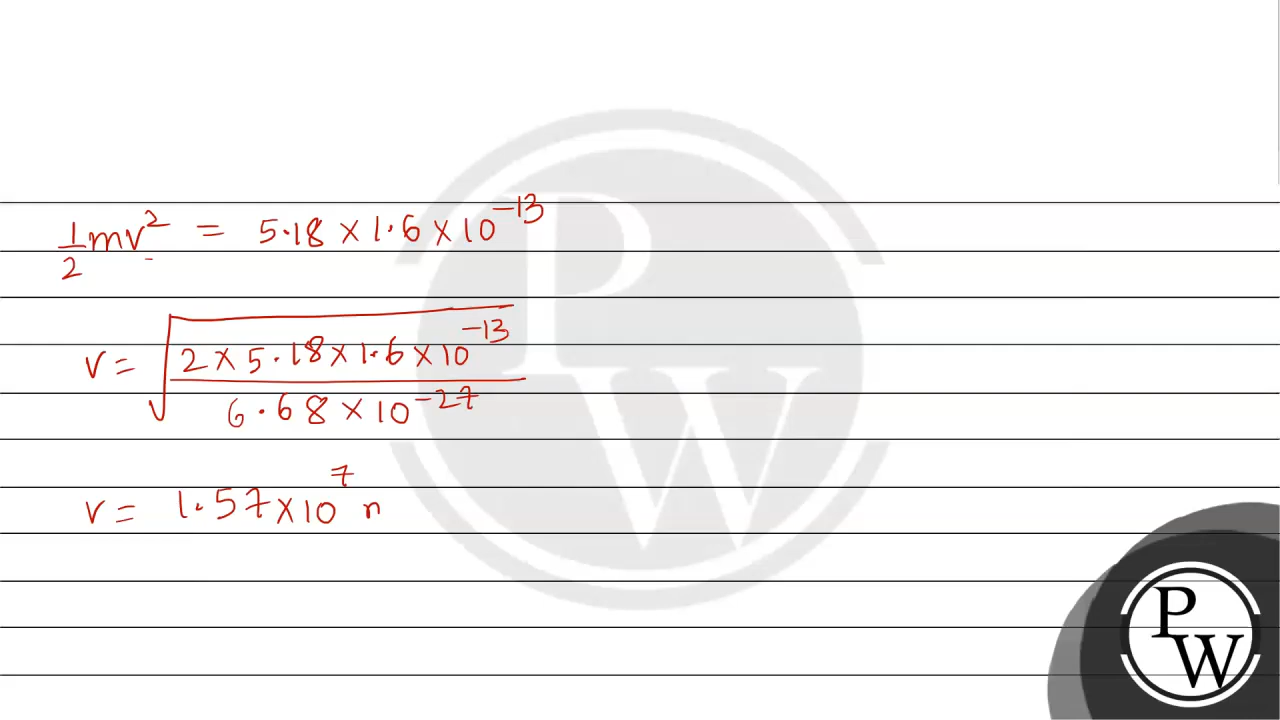 1/2 mv² = 5.18 × 1.6 × 10⁻¹³
v = √(2 × 5.18 × 1.6 × 10⁻¹³ / 6.68 × 10⁻²⁷)
v = 1.57 × 10⁷ n
P
W
P
W